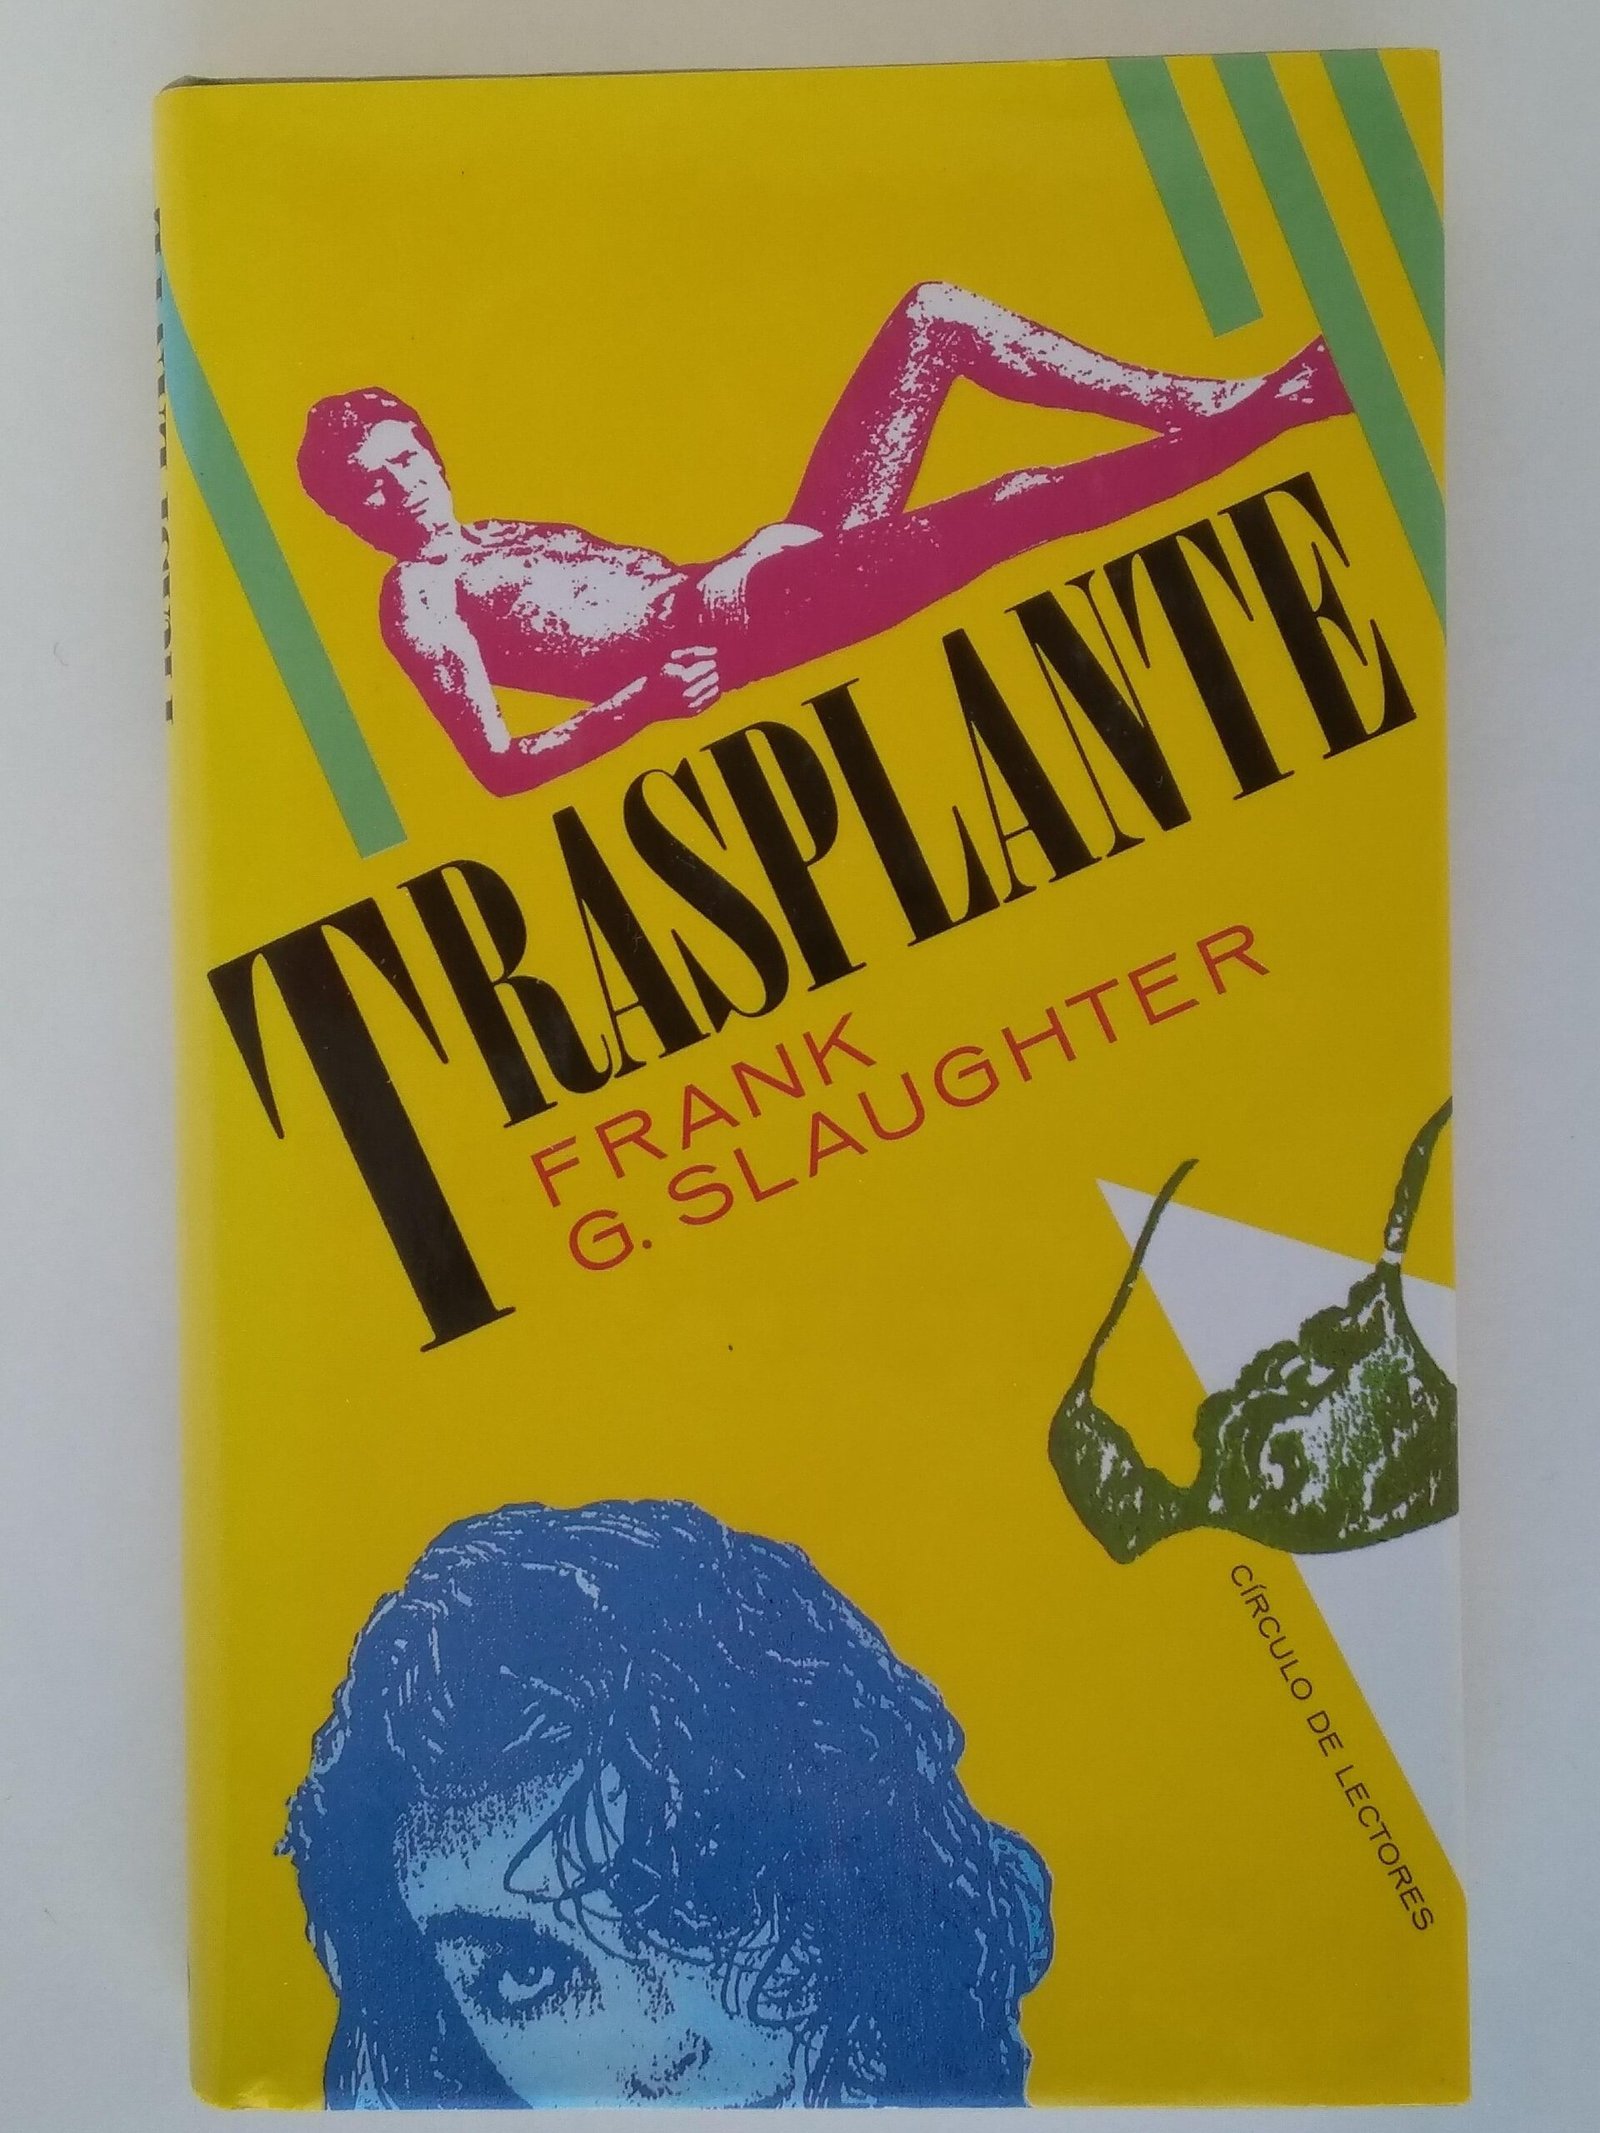 TRASPLANTE
FRANK
G. SLAUGHTER
CÍRCULO DE LECTORES